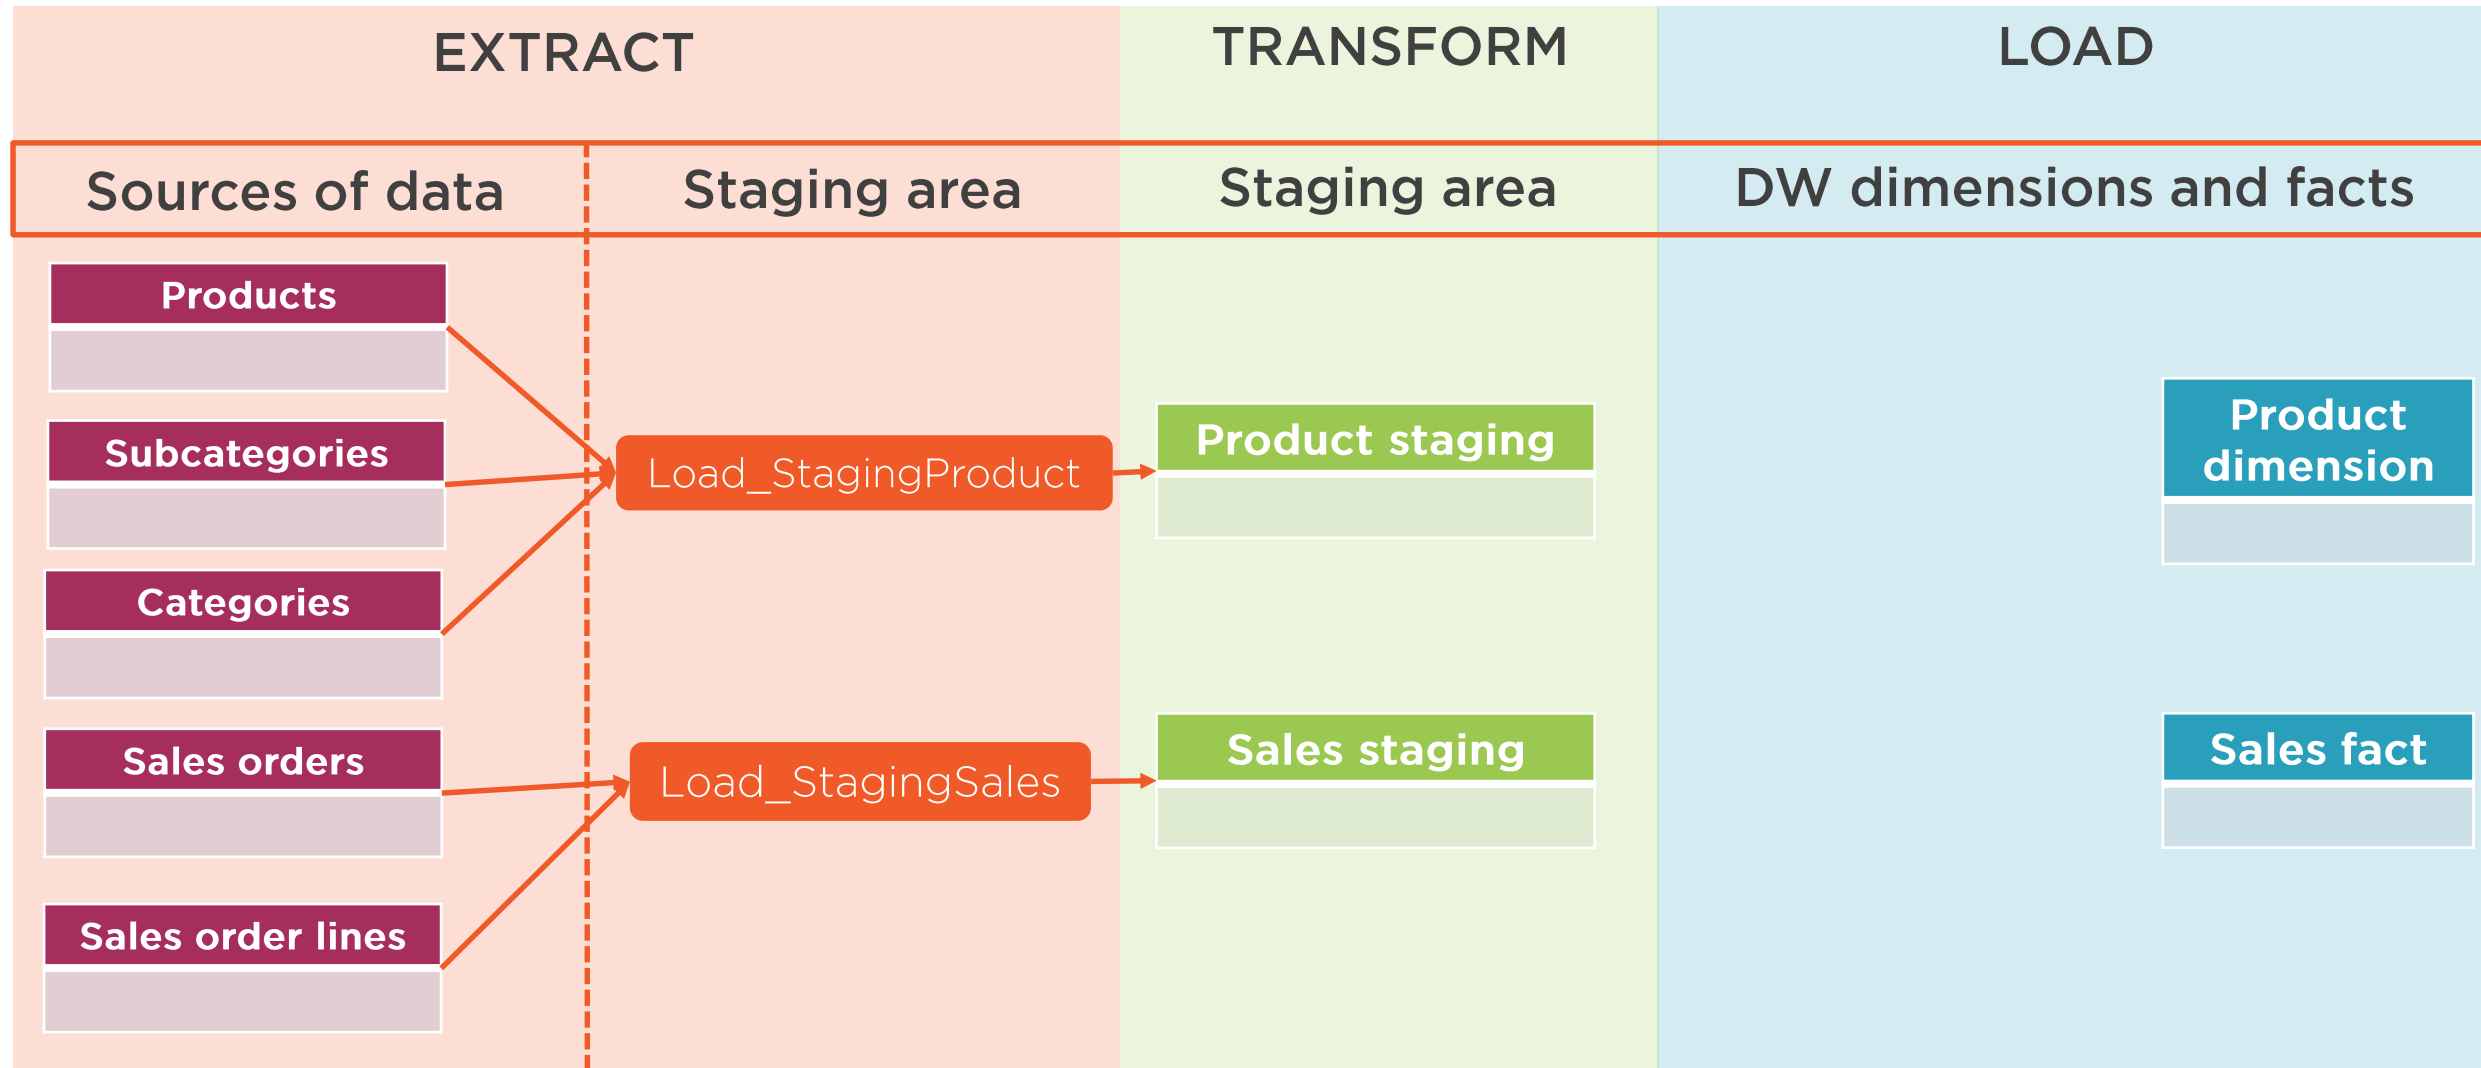 EXTRACT
TRANSFORM
LOAD
Sources of data
Staging area
Staging area
DW dimensions and facts
Products
Subcategories
Categories
Sales orders
Sales order lines
Load_StagingProduct
Load_StagingSales
Product staging
Sales staging
Product
dimension
Sales fact